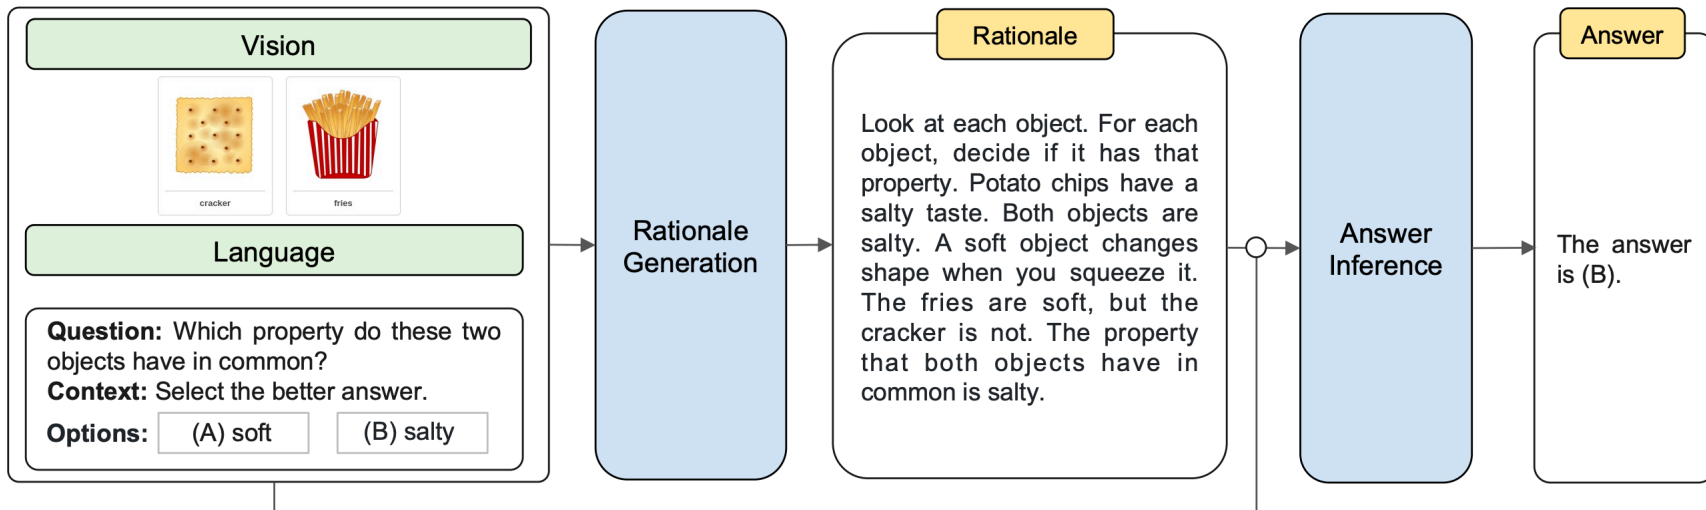 Vision
cracker
fries
Language
Question: Which property do these two
objects have in common?
Context: Select the better answer.
Options: (A) soft (B) salty
Rationale
Generation
Rationale
Look at each object. For each
object, decide if it has that
property. Potato chips have a
salty taste. Both objects are
salty. A soft object changes
shape when you squeeze it.
The fries are soft, but the
cracker is not. The property
that both objects have in
common is salty.
Answer
Inference
Answer
The answer
is (B).